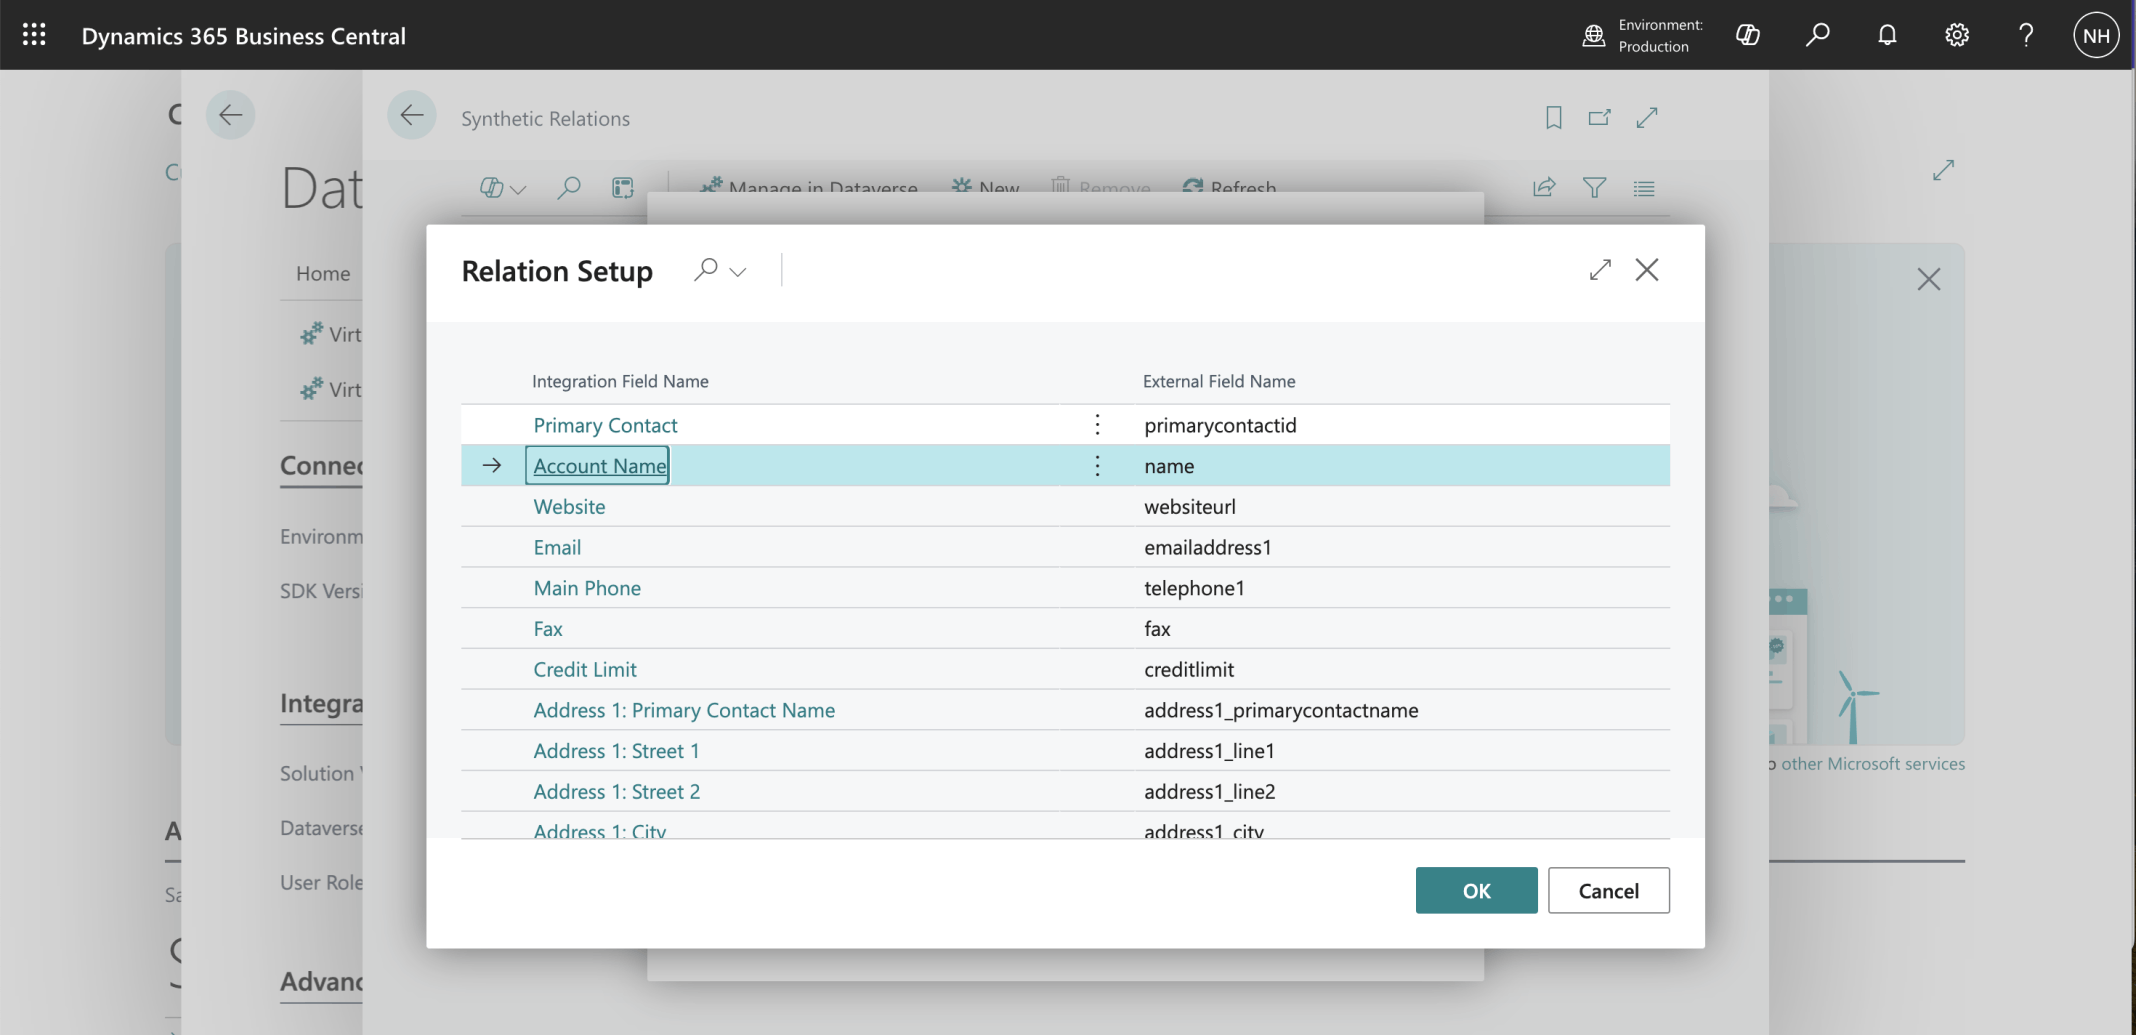 Dynamics 365 Business Central
Environment:
Production
NH
Synthetic Relations
Manage in Dataverse
New
Remove
Refresh
Dat
Home
Virt
Virt
Connec
Environm
SDK Versi
Integra
Solution
Dataverse
User Role
Advanc
Relation Setup
Integration Field Name
External Field Name
Primary Contact
primarycontactid
Account Name
name
Website
websiteurl
Email
emailaddress1
Main Phone
telephone1
Fax
fax
Credit Limit
creditlimit
Address 1: Primary Contact Name
address1_primarycontactname
Address 1: Street 1
address1_line1
Address 1: Street 2
address1_line2
Address 1: City
address1_city
OK
Cancel
other Microsoft services
A
Sa